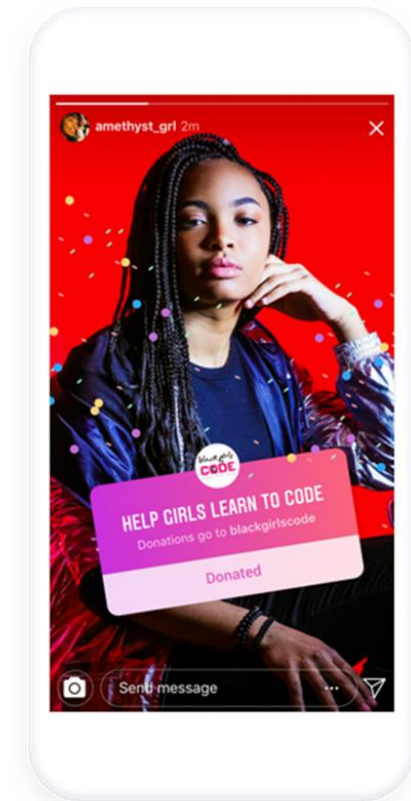 amethyst_grl 2m
black girls
CODE
HELP GIRLS LEARN TO CODE
Donations go to blackgirlscode
Donated
Send message